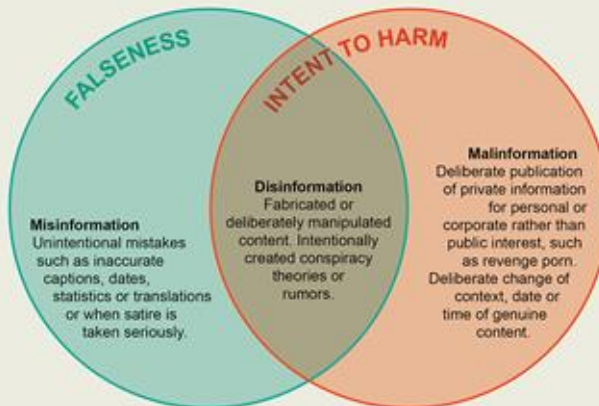 FALSENESS
INTENT TO HARM
Misinformation
Unintentional mistakes
such as inaccurate
captions, dates,
statistics or translations
or when satire is
taken seriously.
Disinformation
Fabricated or
deliberately manipulated
content. Intentionally
created conspiracy
theories or
rumors.
Malinformation
Deliberate publication
of private information
for personal or
corporate rather than
public interest, such
as revenge porn.
Deliberate change of
context, date or
time of genuine
content.